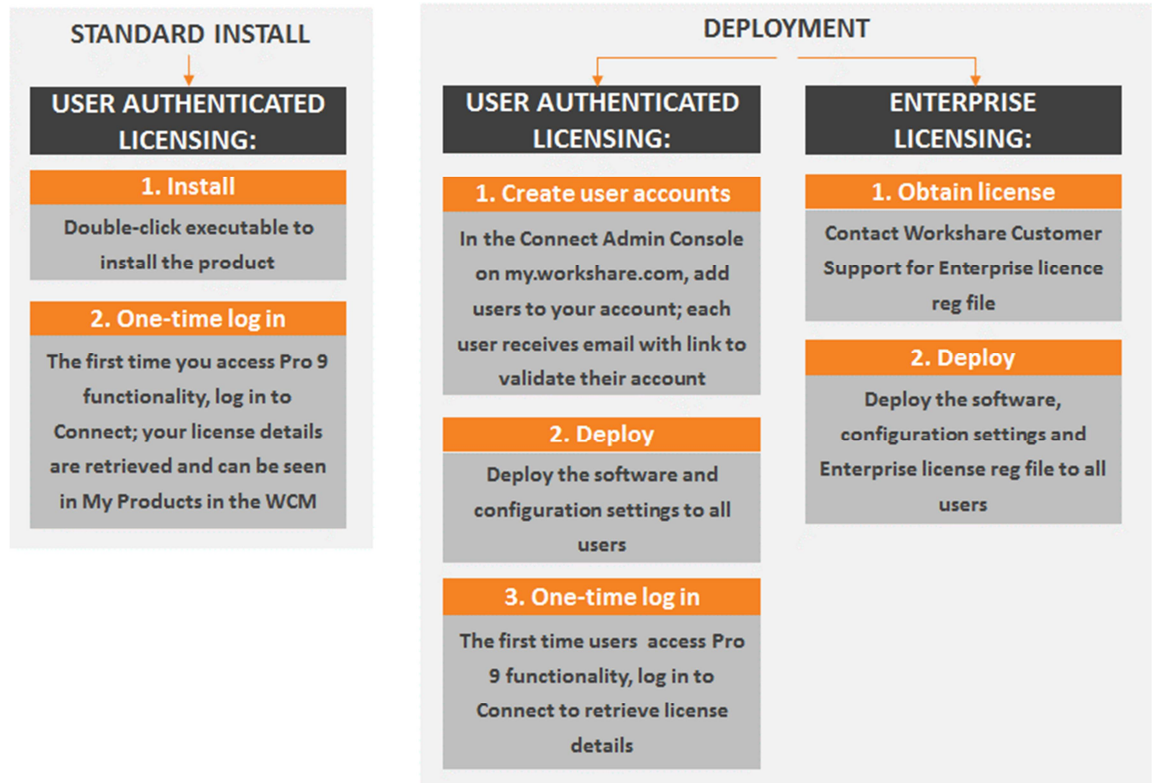 STANDARD INSTALL
USER AUTHENTICATED
LICENSING:
1. Install
Double-click executable to
install the product
2. One-time log in
The first time you access Pro 9
functionality, log in to
Connect; your license details
are retrieved and can be seen
in My Products in the WCM
DEPLOYMENT
USER AUTHENTICATED
LICENSING:
1. Create user accounts
In the Connect Admin Console
on my.workshare.com, add
users to your account; each
user receives email with link to
validate their account
2. Deploy
Deploy the software and
configuration settings to all
users
3. One-time log in
The first time users access Pro
9 functionality, log in to
Connect to retrieve license
details
ENTERPRISE
LICENSING:
1. Obtain license
Contact Workshare Customer
Support for Enterprise licence
reg file
2. Deploy
Deploy the software,
configuration settings and
Enterprise license reg file to all
users